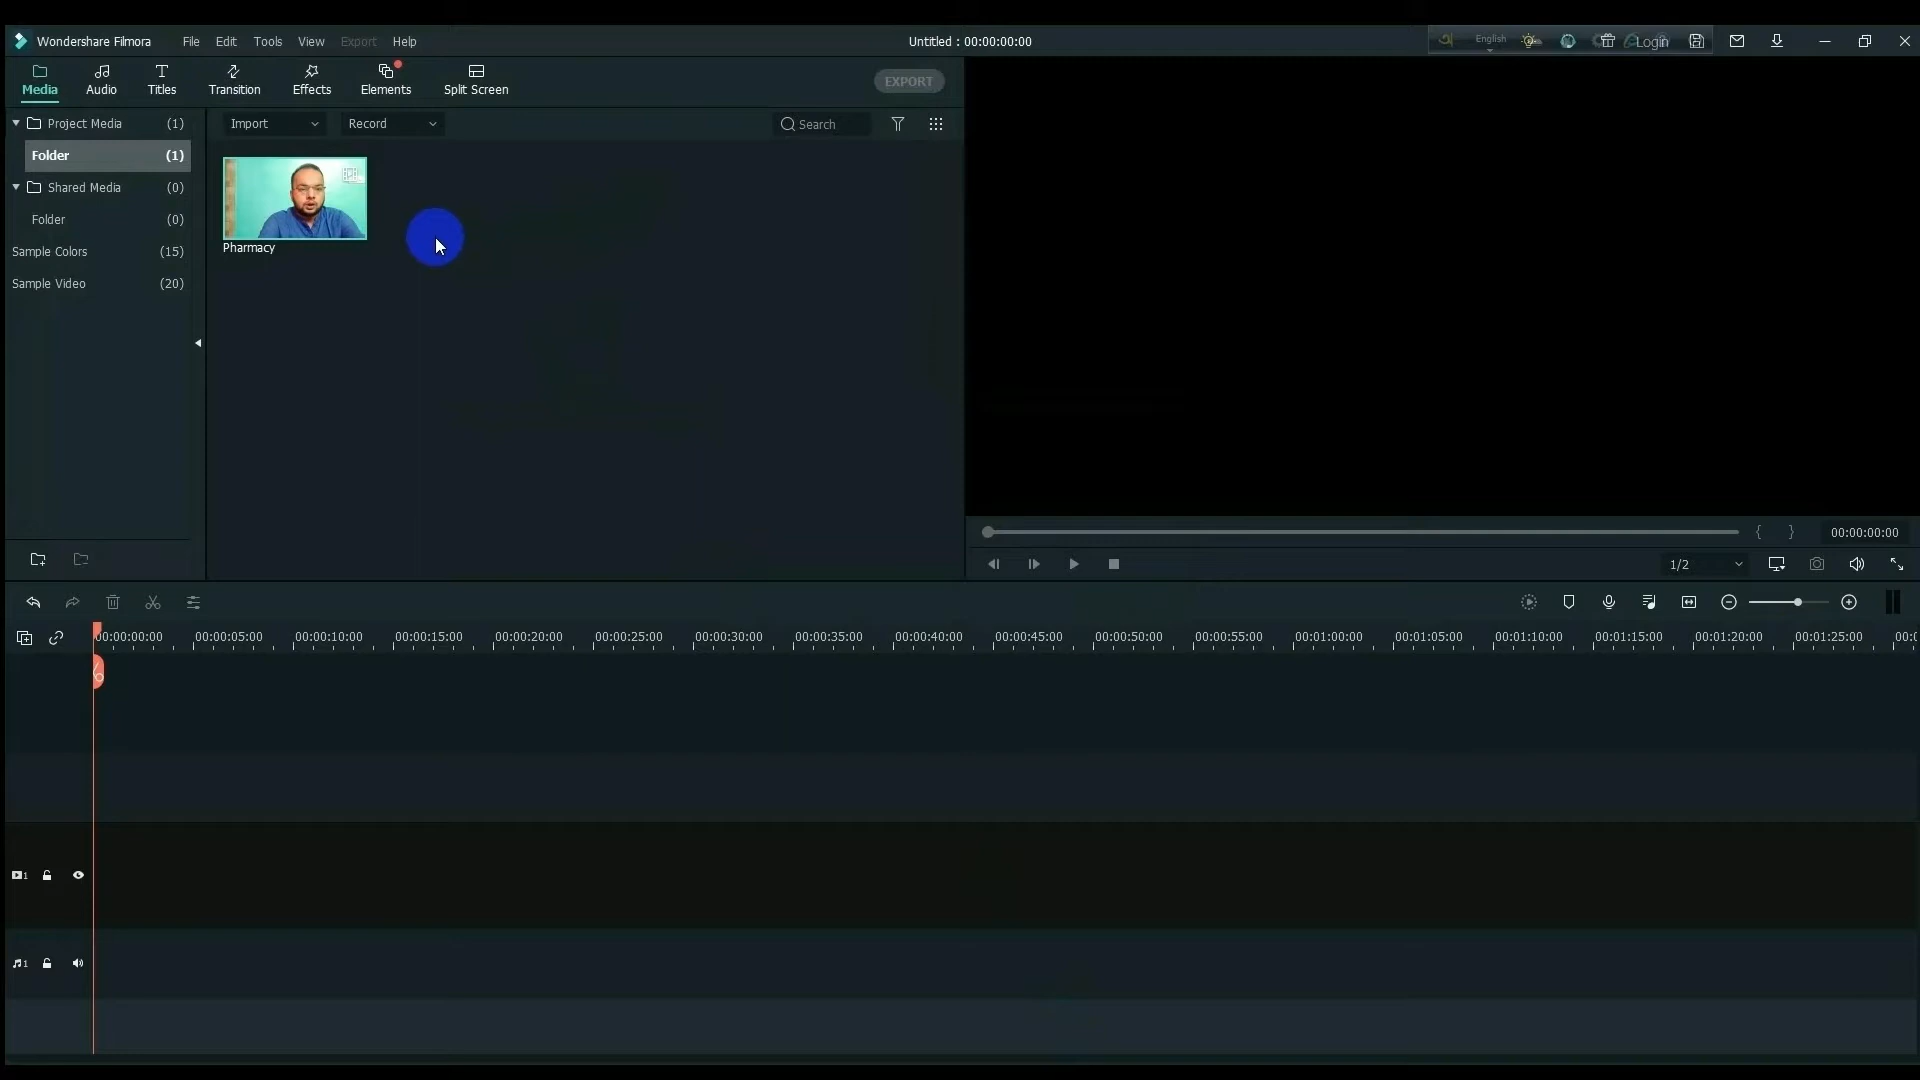 Wondershare Filmora File Edit Tools View Export Help Untitled : 00:00:00:00 English Login
Media Audio Titles Transition Effects Elements Split Screen EXPORT
Project Media (1) Import Record Search
Folder (1)
Shared Media (0)
Folder (0)
Sample Colors (15)
Sample Video (20)
Pharmacy
{ } 00:00:00:00
1/2
00:00:00:00 00:00:05:00 00:00:10:00 00:00:15:00 00:00:20:00 00:00:25:00 00:00:30:00 00:00:35:00 00:00:40:00 00:00:45:00 00:00:50:00 00:00:55:00 00:01:00:00 00:01:05:00 00:01:10:00 00:01:15:00 00:01:20:00 00:01:25:00 00:0
1
1